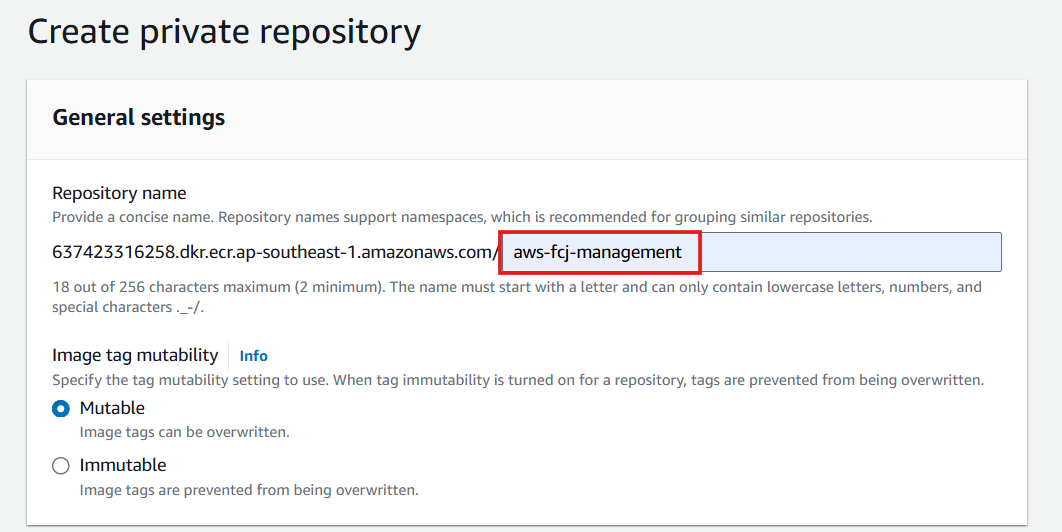 Create private repository
General settings
Repository name
Provide a concise name. Repository names support namespaces, which is recommended for grouping similar repositories.
637423316258.dkr.ecr.ap-southeast-1.amazonaws.com/ aws-fcj-management
18 out of 256 characters maximum (2 minimum). The name must start with a letter and can only contain lowercase letters, numbers, and
special characters ._-/.
Image tag mutability Info
Specify the tag mutability setting to use. When tag immutability is turned on for a repository, tags are prevented from being overwritten.
Mutable
Image tags can be overwritten.
Immutable
Image tags are prevented from being overwritten.